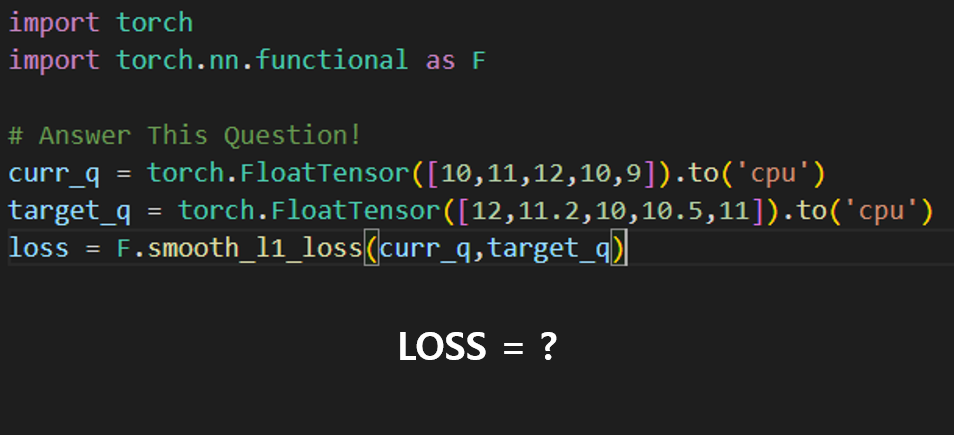 import torch
import torch.nn.functional as F
# Answer This Question!
curr_q = torch.FloatTensor([10,11,12,10,9]).to('cpu')
target_q = torch.FloatTensor([12,11.2,10,10.5,11]).to('cpu')
loss = F.smooth_l1_loss(curr_q,target_q)
LOSS = ?